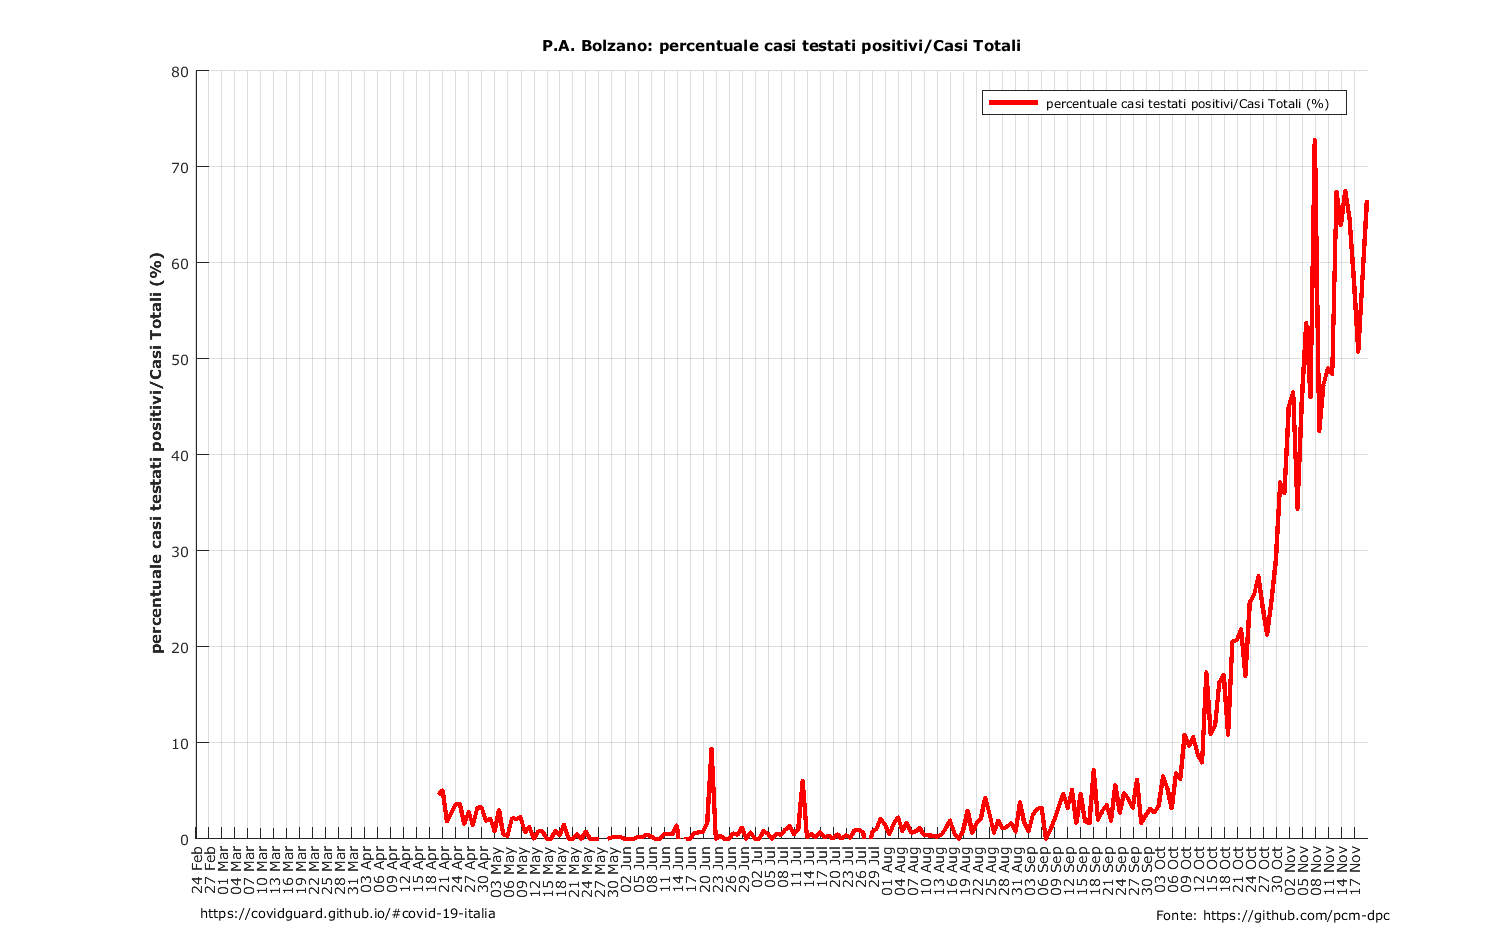 P.A. Bolzano: percentuale casi testati positivi/Casi Totali
percentuale casi testati positivi/Casi Totali (%)
percentuale casi testati positivi/Casi Totali (%)
80
70
60
50
40
30
20
10
0
24 Feb
27 Feb
01 Mar
04 Mar
07 Mar
10 Mar
13 Mar
16 Mar
19 Mar
22 Mar
25 Mar
28 Mar
31 Mar
03 Apr
06 Apr
09 Apr
12 Apr
15 Apr
18 Apr
21 Apr
24 Apr
27 Apr
30 Apr
03 May
06 May
09 May
12 May
15 May
18 May
21 May
24 May
27 May
30 May
02 Jun
05 Jun
08 Jun
11 Jun
14 Jun
17 Jun
20 Jun
23 Jun
26 Jun
29 Jun
02 Jul
05 Jul
08 Jul
11 Jul
14 Jul
17 Jul
20 Jul
23 Jul
26 Jul
29 Jul
01 Aug
04 Aug
07 Aug
10 Aug
13 Aug
16 Aug
19 Aug
22 Aug
25 Aug
28 Aug
31 Aug
03 Sep
06 Sep
09 Sep
12 Sep
15 Sep
18 Sep
21 Sep
24 Sep
27 Sep
30 Sep
03 Oct
06 Oct
09 Oct
12 Oct
15 Oct
18 Oct
21 Oct
24 Oct
27 Oct
30 Oct
02 Nov
05 Nov
08 Nov
11 Nov
14 Nov
17 Nov
https://covidguard.github.io/#covid-19-italia
Fonte: https://github.com/pcm-dpc